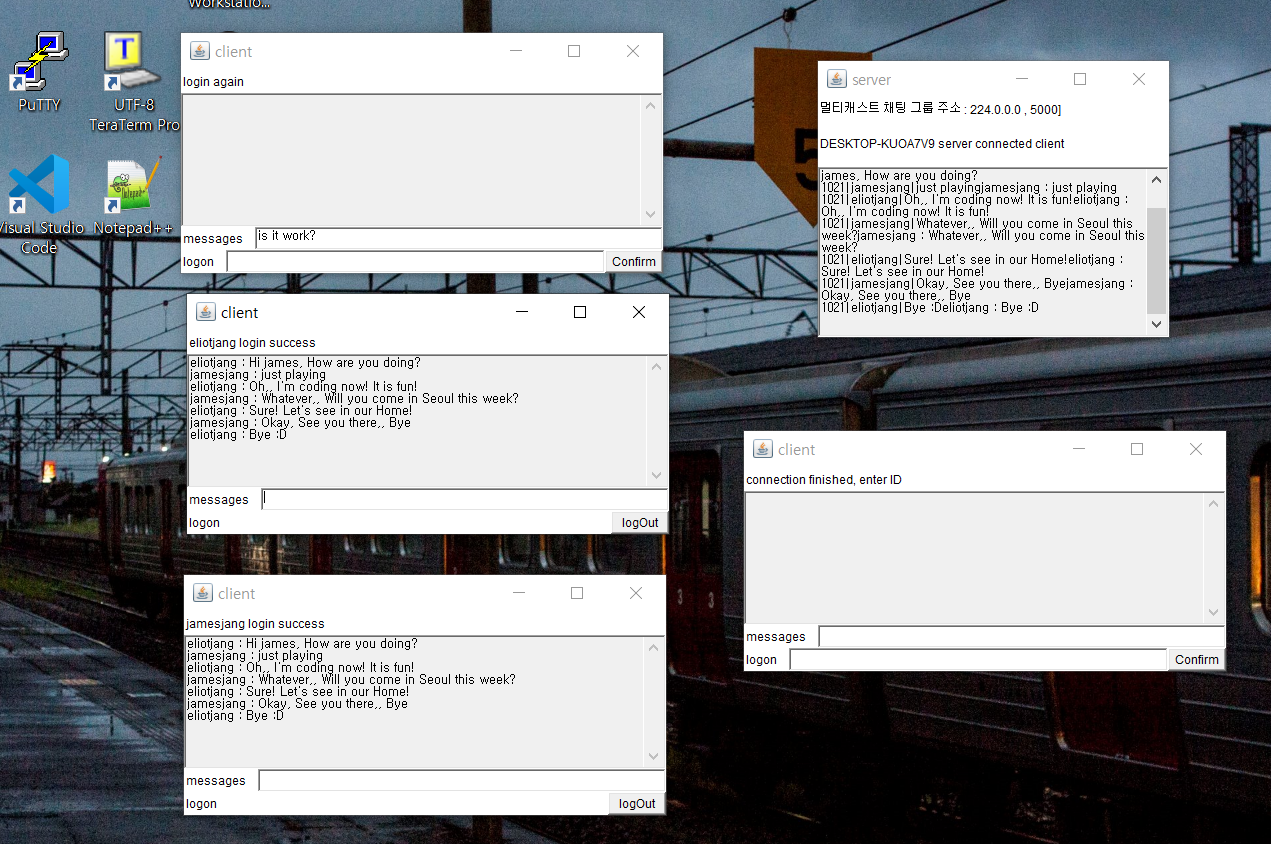 Workstatio...
PuTTY
UTF-8
TeraTerm Pro
Visual Studio
Code
Notepad++
client
login again
messages
is it work?
logon
Confirm
client
eliotjang login success
eliotjang : Hi james, How are you doing?
jamesjang : just playing
eliotjang : Oh,, I'm coding now! It is fun!
jamesjang : Whatever,, Will you come in Seoul this week?
eliotjang : Sure! Let's see in our Home!
jamesjang : Okay, See you there,, Bye
eliotjang : Bye :D
messages
logon
logOut
client
jamesjang login success
eliotjang : Hi james, How are you doing?
jamesjang : just playing
eliotjang : Oh,, I'm coding now! It is fun!
jamesjang : Whatever,, Will you come in Seoul this week?
eliotjang : Sure! Let's see in our Home!
jamesjang : Okay, See you there,, Bye
eliotjang : Bye :D
messages
logon
logOut
server
멀티캐스트 채팅 그룹 주소 : 224.0.0.0 , 5000]
DESKTOP-KUOA7V9 server connected client
james, How are you doing?
1021|jamesjang|just playingjamesjang : just playing
1021|eliotjang|Oh,, I'm coding now! It is fun!eliotjang :
Oh,, I'm coding now! It is fun!
1021|jamesjang|Whatever,, Will you come in Seoul this
week?jamesjang : Whatever,, Will you come in Seoul this
week?
1021|eliotjang|Sure! Let's see in our Home!eliotjang :
Sure! Let's see in our Home!
1021|jamesjang|Okay, See you there,, Byejamesjang :
Okay, See you there,, Bye
1021|eliotjang|Bye :Deliotjang : Bye :D
5
client
connection finished, enter ID
messages
logon
Confirm
3
3